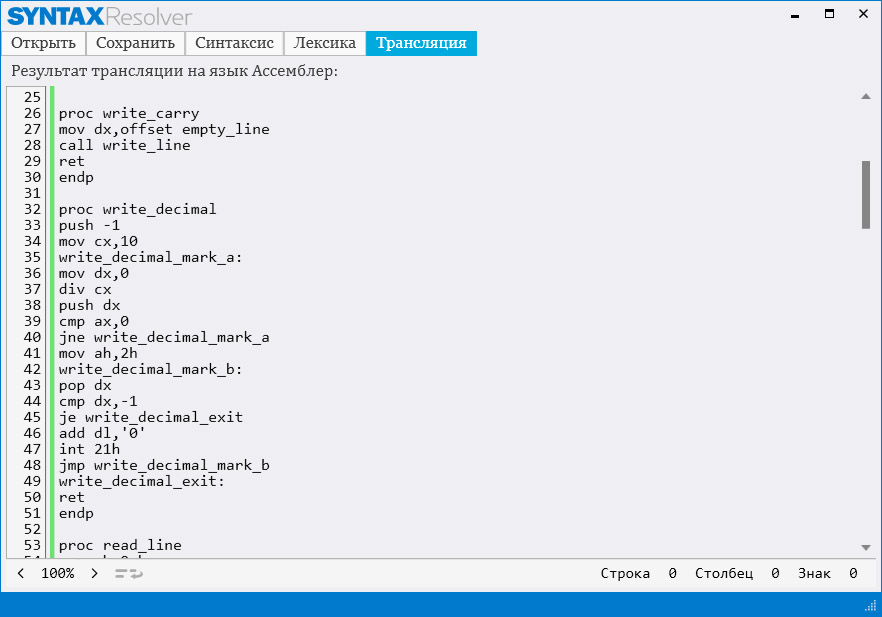 SYNTAXResolver
Открыть Сохранить Синтаксис Лексика Трансляция
Результат трансляции на язык Ассемблер:
25
26 proc write_carry
27 mov dx,offset empty_line
28 call write_line
29 ret
30 endp
31
32 proc write_decimal
33 push -1
34 mov cx,10
35 write_decimal_mark_a:
36 mov dx,0
37 div cx
38 push dx
39 cmp ax,0
40 jne write_decimal_mark_a
41 mov ah,2h
42 write_decimal_mark_b:
43 pop dx
44 cmp dx,-1
45 je write_decimal_exit
46 add dl,'0'
47 int 21h
48 jmp write_decimal_mark_b
49 write_decimal_exit:
50 ret
51 endp
52
53 proc read_line
100% Строка 0 Столбец 0 Знак 0